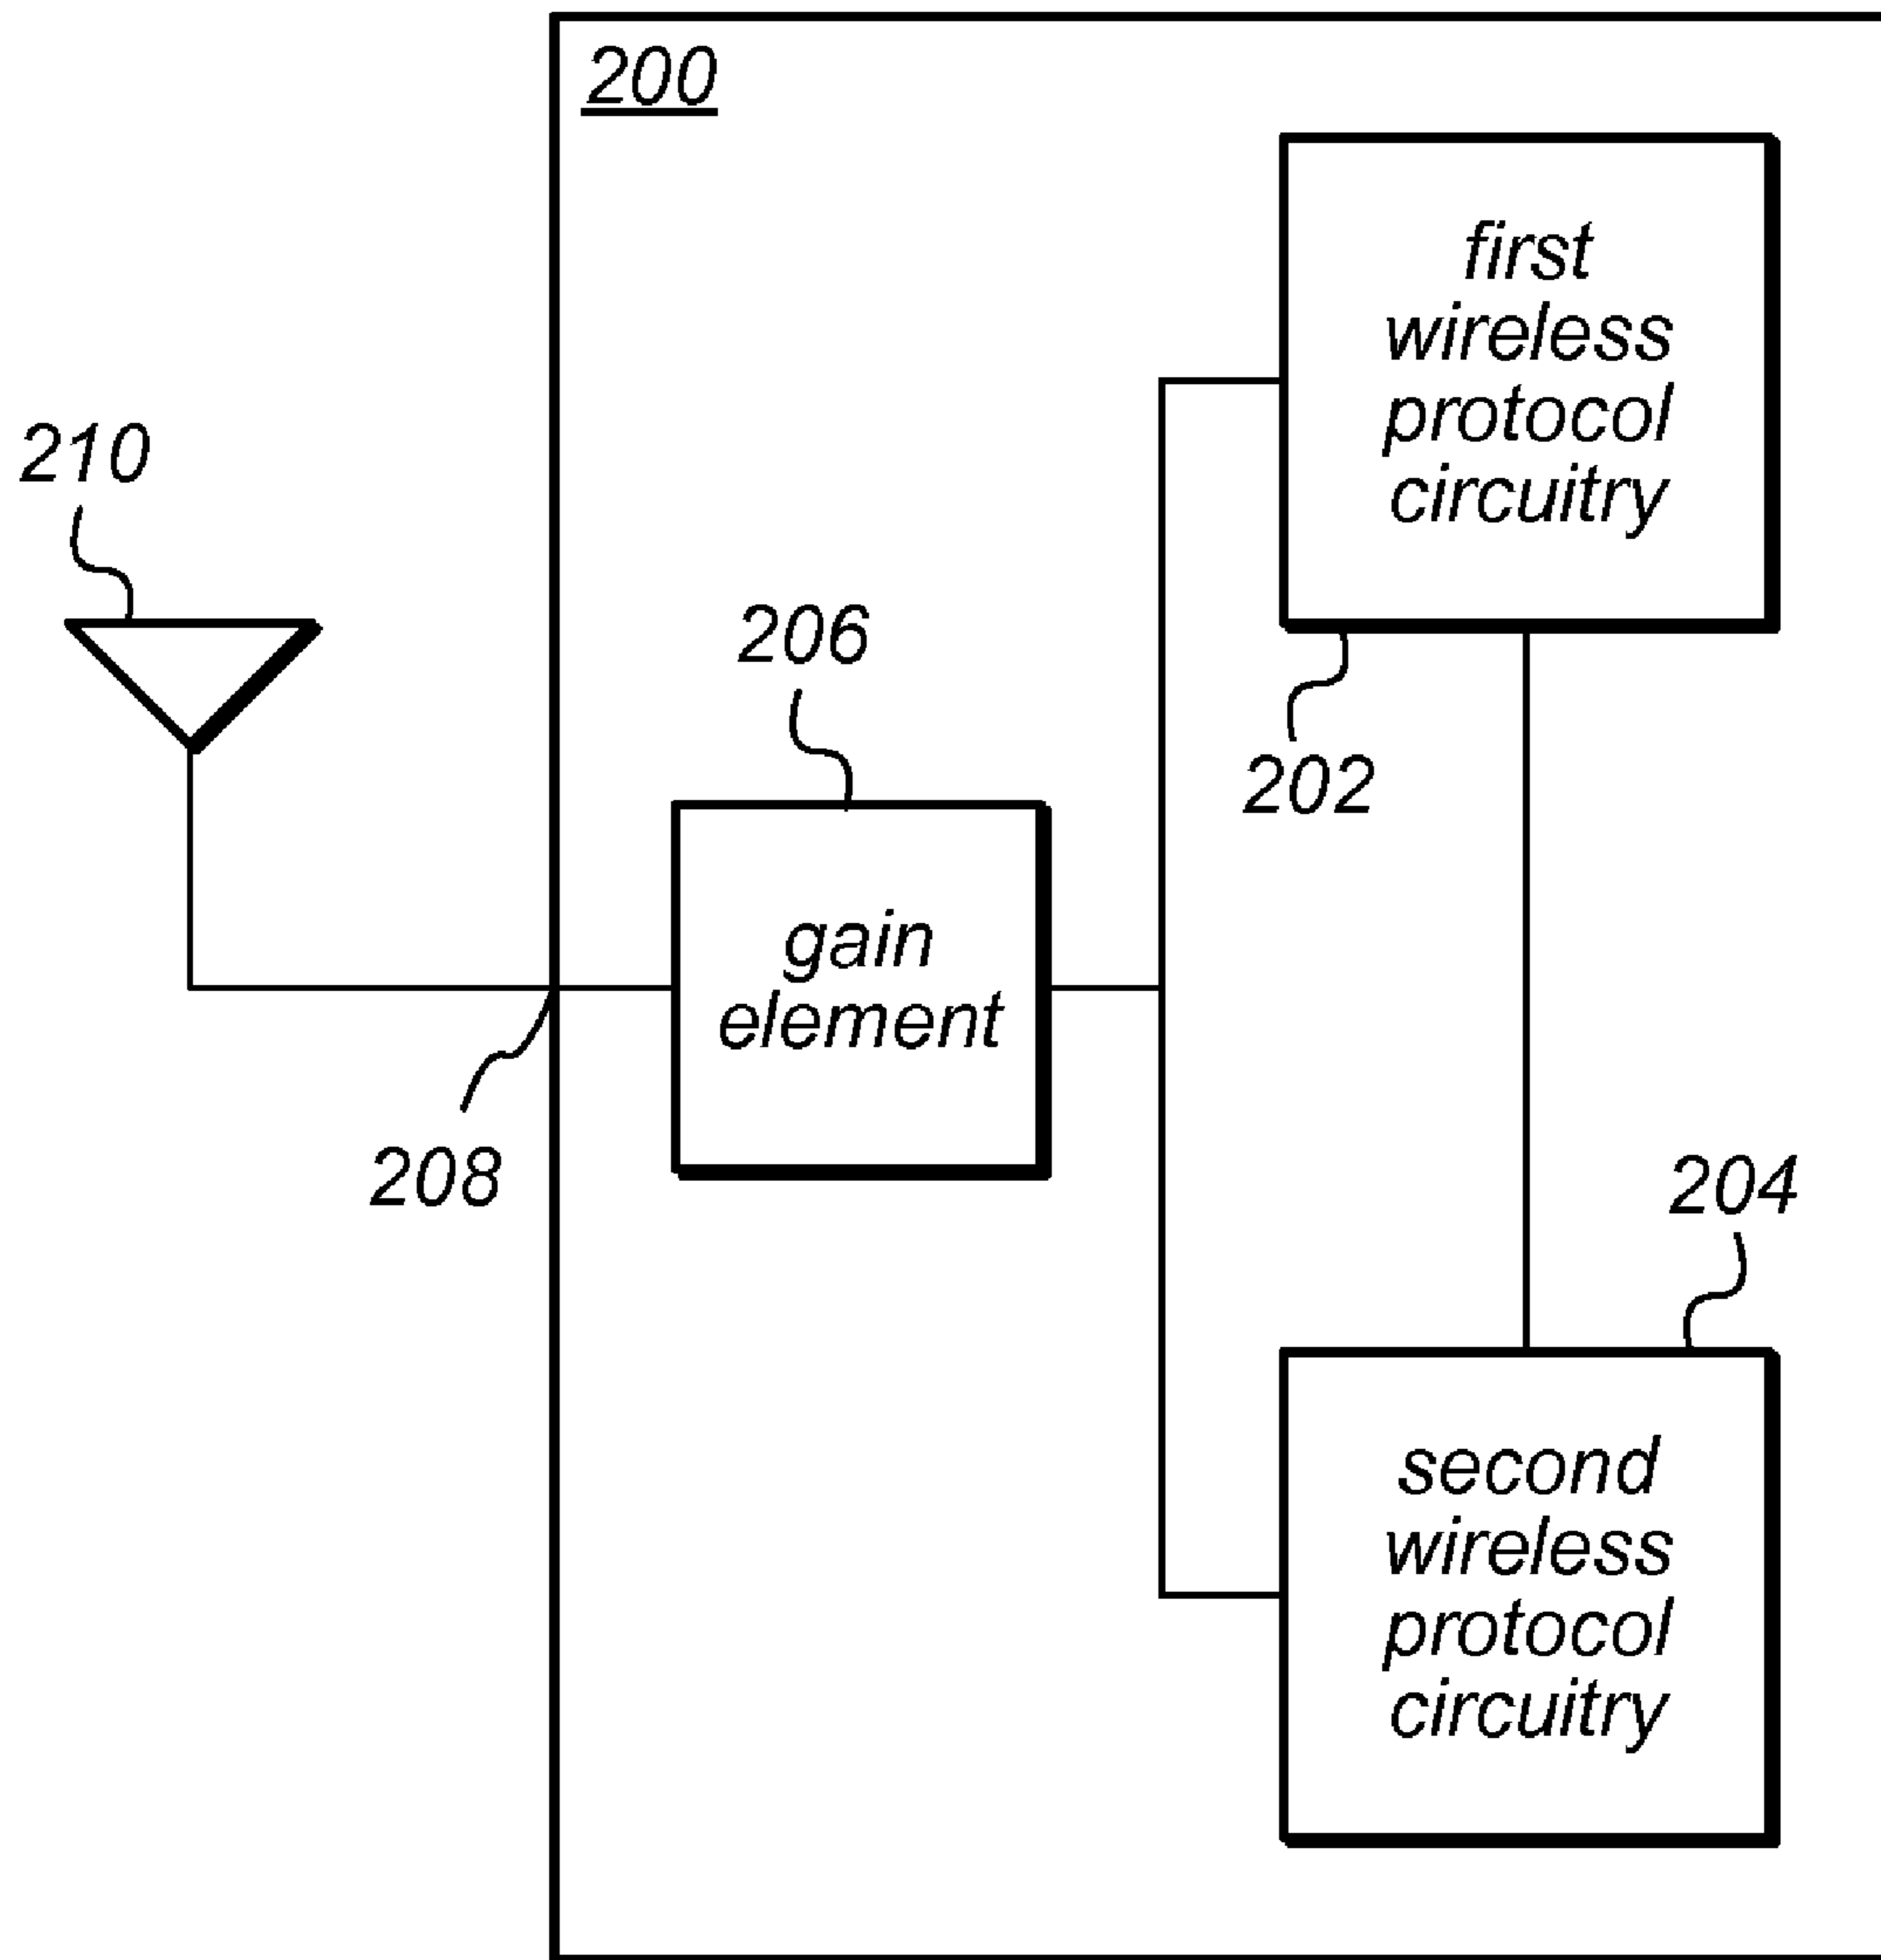 200
first
wireless
protocol
circuitry
210
206
202
gain
element
208
204
second
wireless
protocol
circuitry